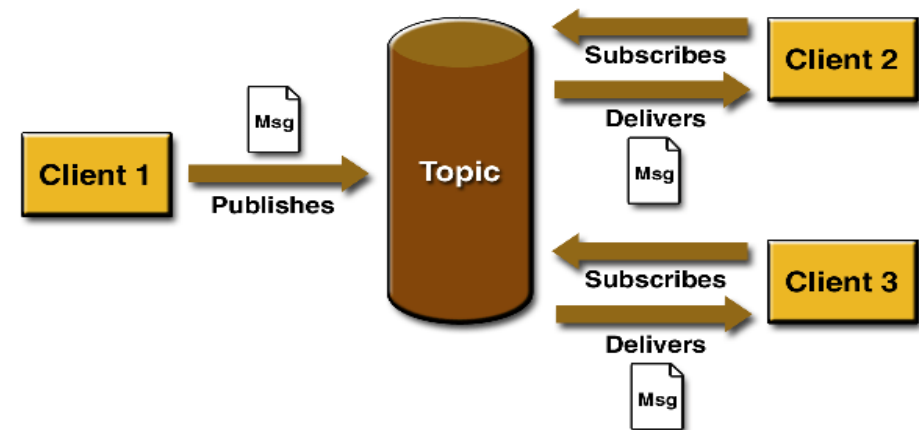 Msg
Client 1
Publishes
Topic
Subscribes
Client 2
Delivers
Msg
Subscribes
Client 3
Delivers
Msg